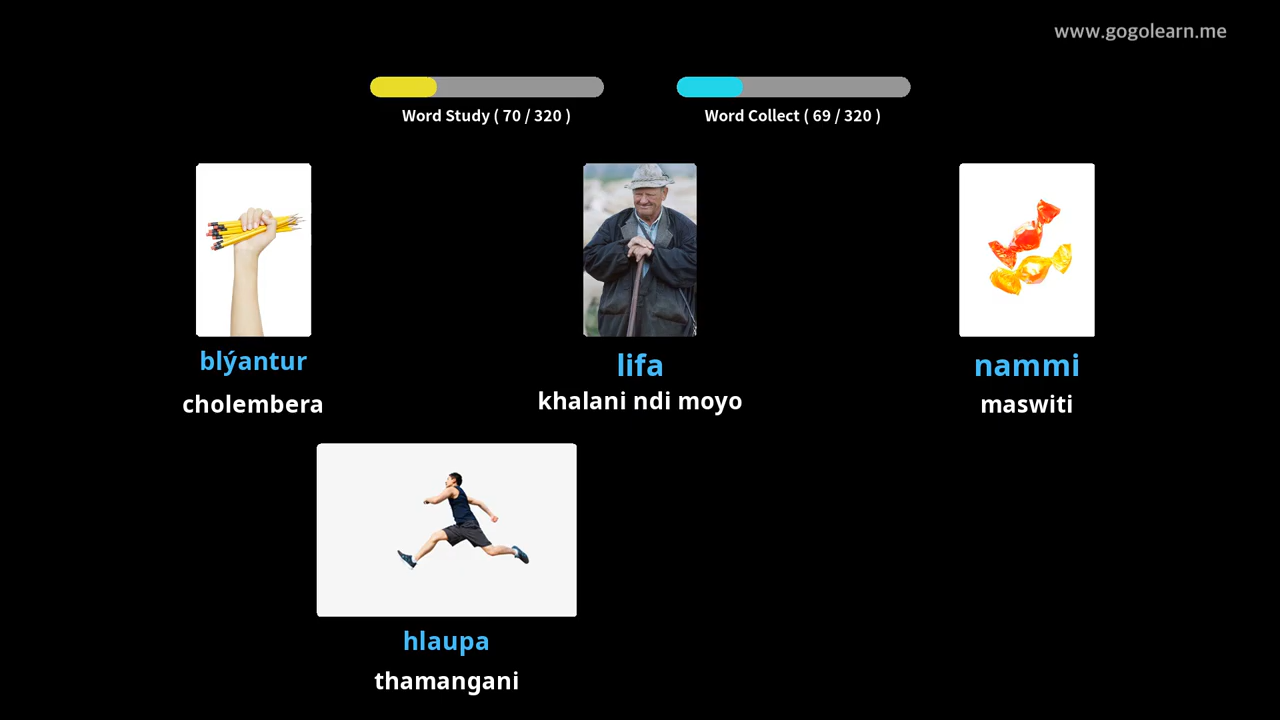 www.gogolearn.me
Word Study ( 70 / 320 )
Word Collect ( 69 / 320 )
blýantur
cholembera
lifa
khalani ndi moyo
nammi
maswiti
hlaupa
thamangani